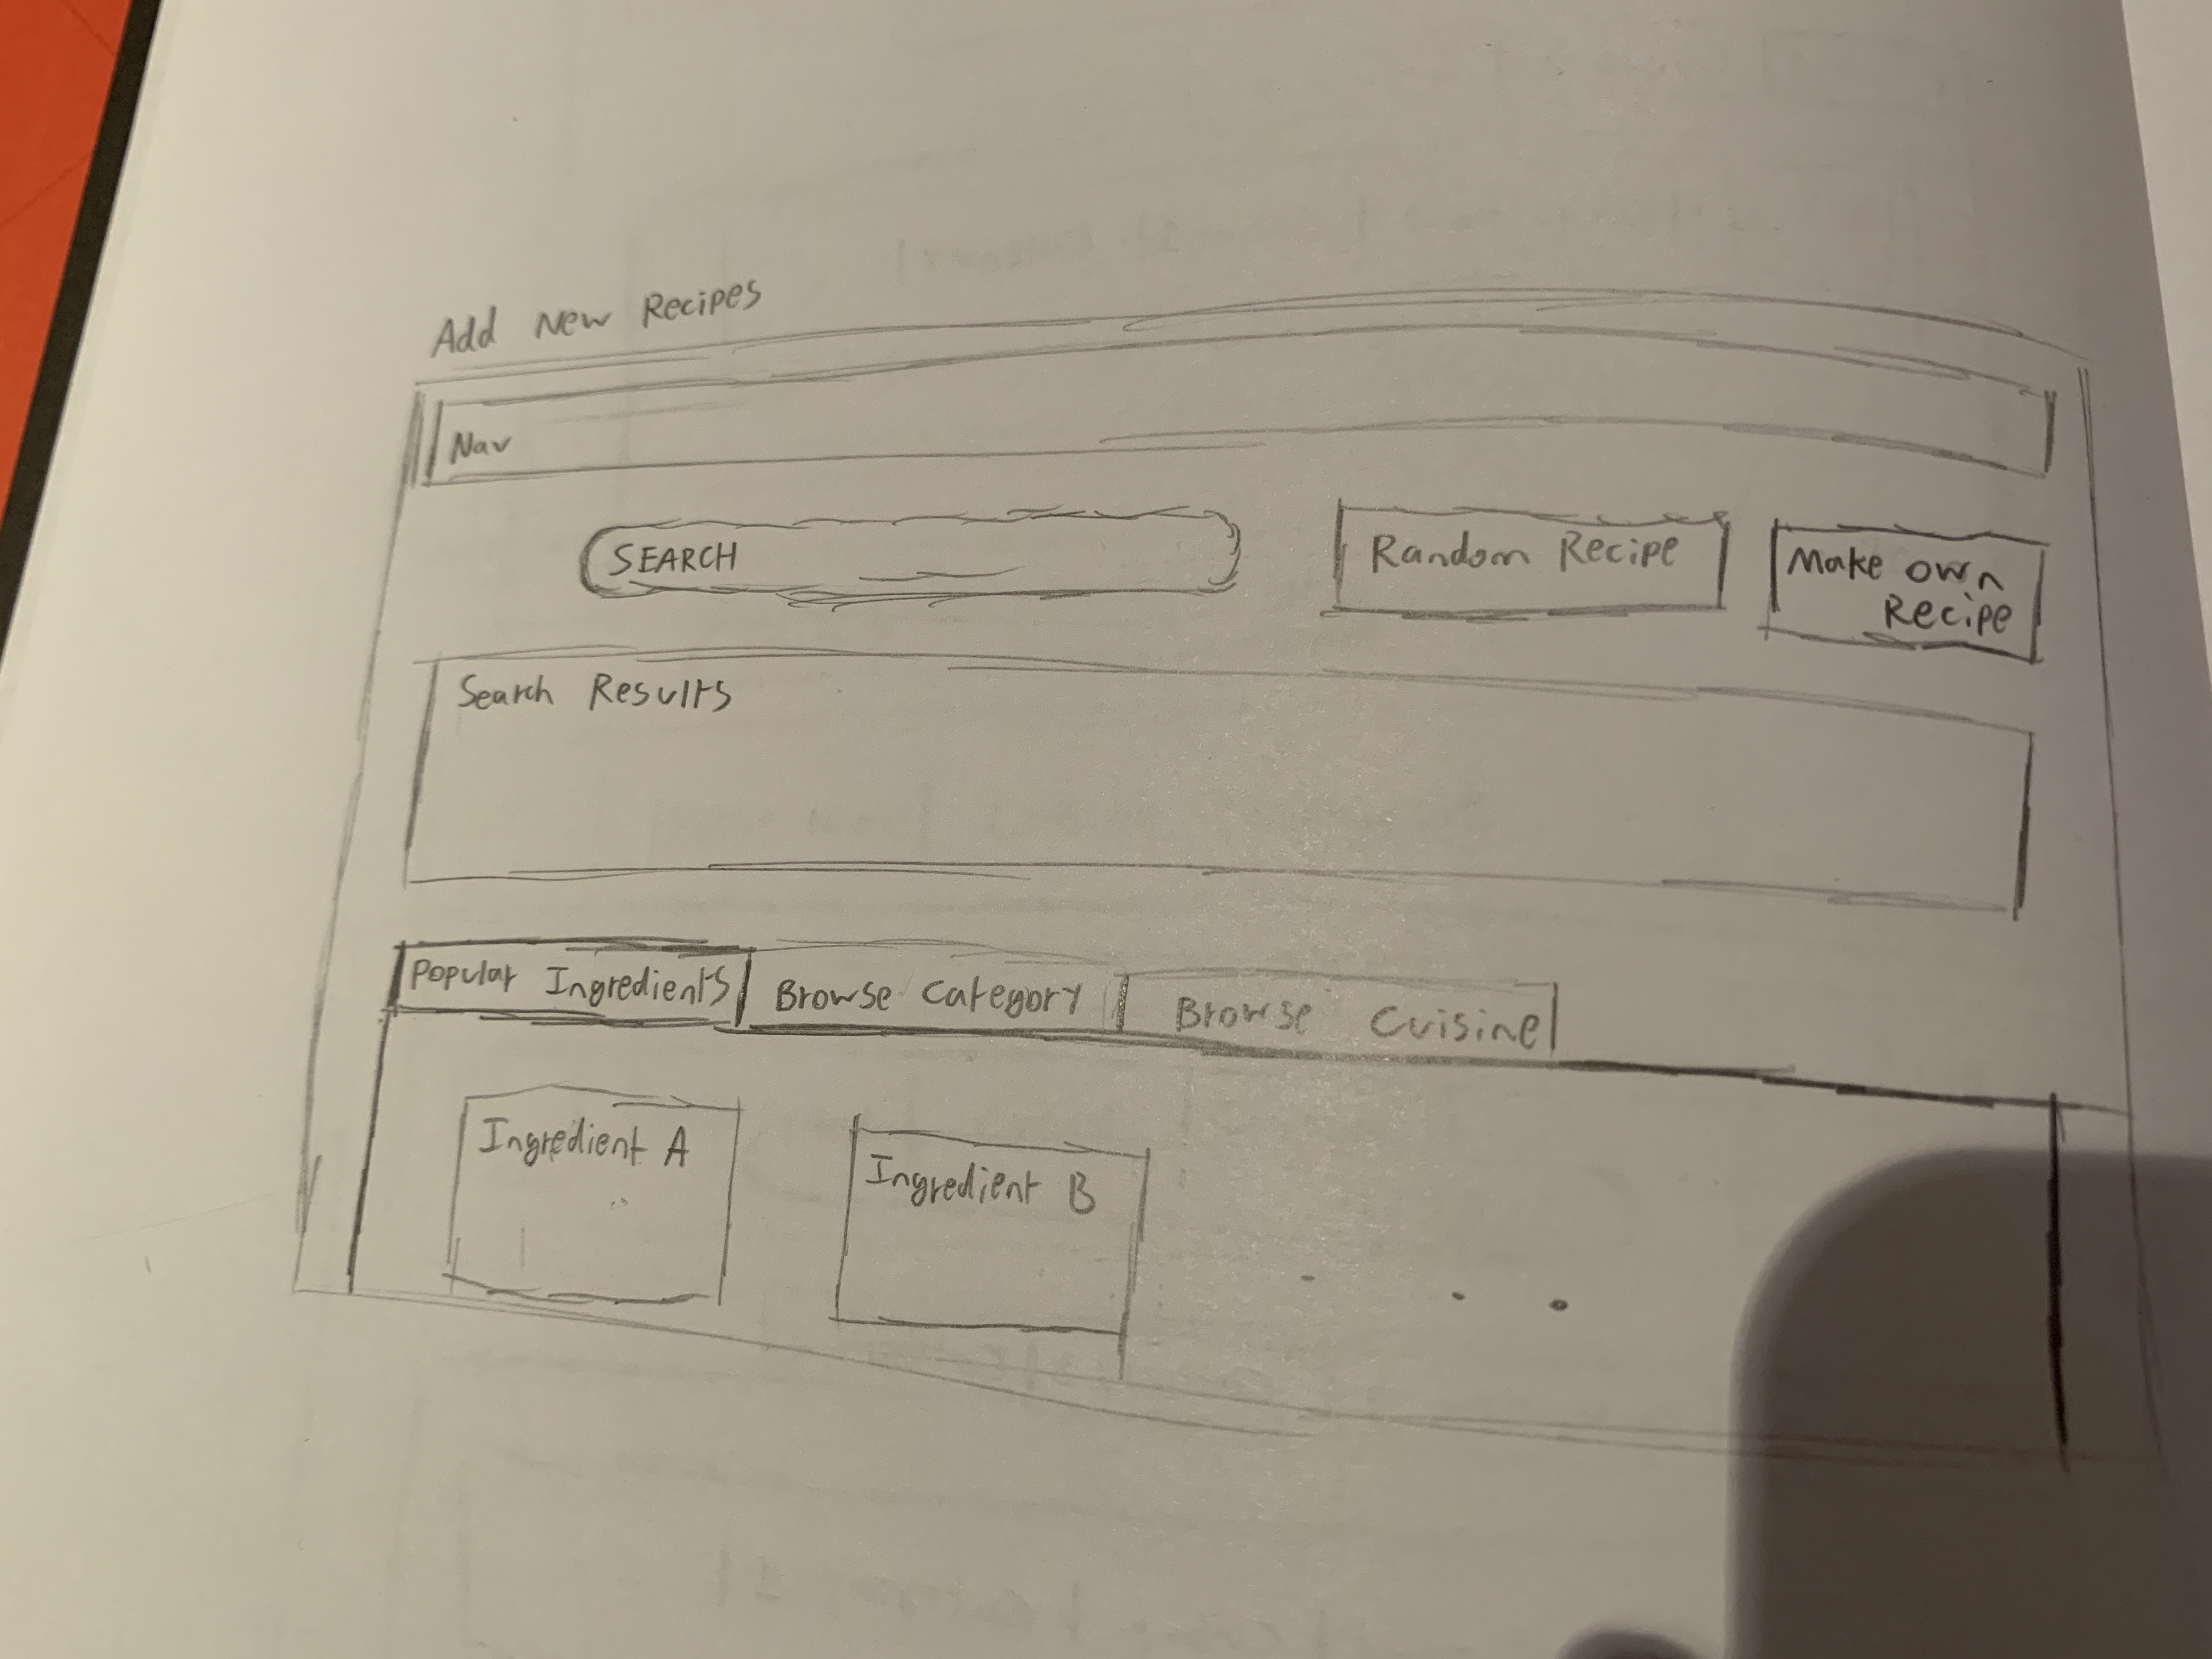 Add New Recipes
Nav
SEARCH
Random Recipe
Make own
Recipe
Search Results
Popular Ingredients
Browse Category
Browse Cuisine
Ingredient A
Ingredient B
. . .